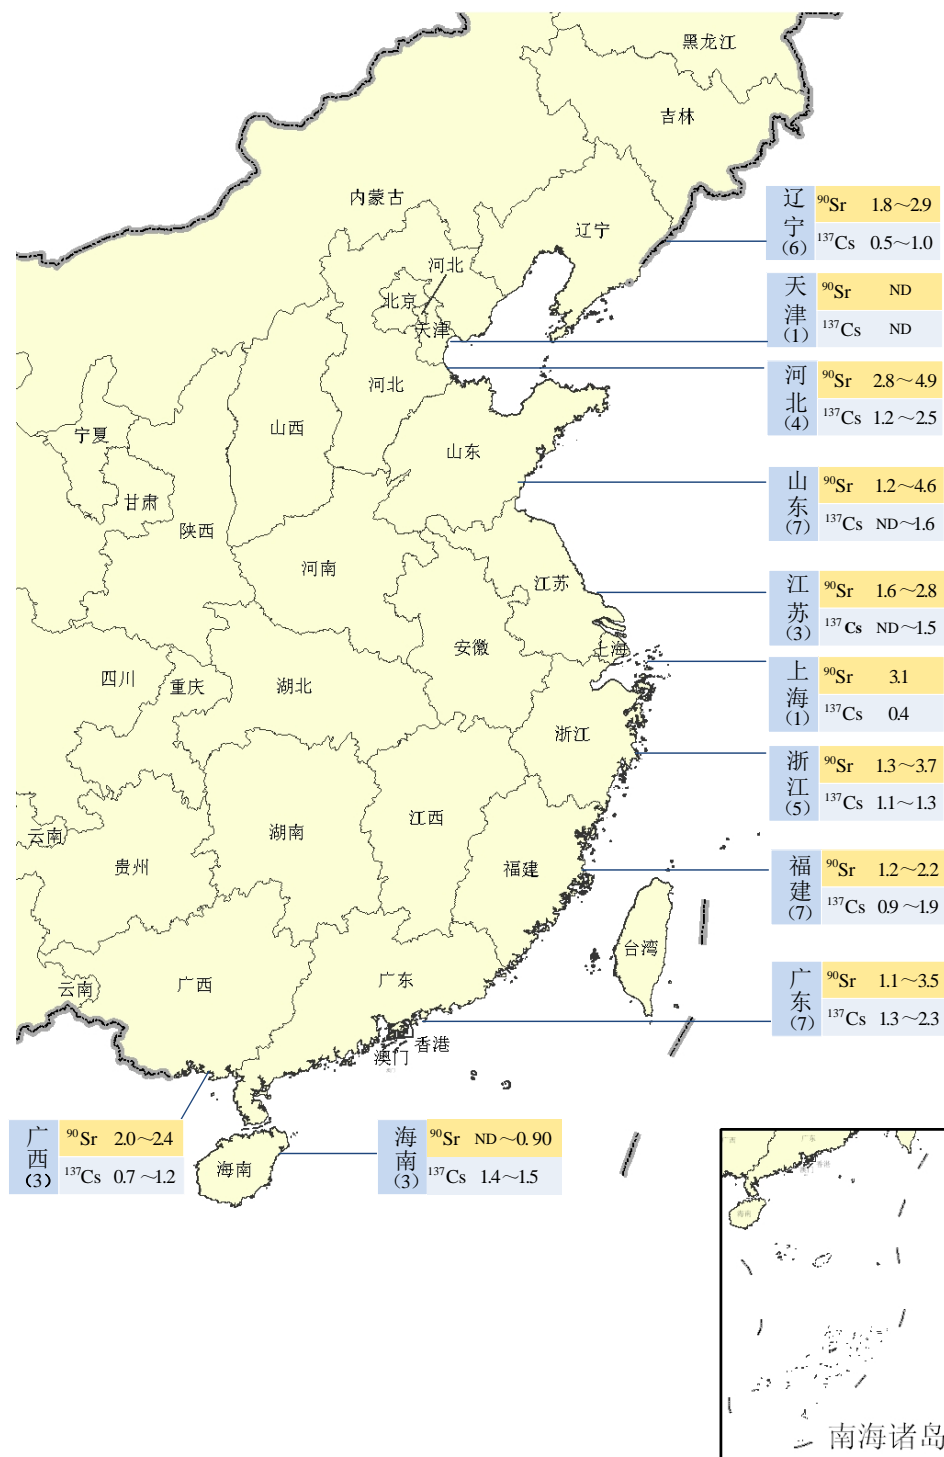 黑龙江
吉林
内蒙古
辽宁
河北
北京
天津
河北
山西
山东
宁夏
甘肃
陕西
河南
江苏
安徽
上海
四川
重庆
湖北
浙江
江西
湖南
云南
贵州
福建
台湾
广西
广东
云南
香港
澳门
海南
辽宁(6)
⁹⁰Sr 1.8～2.9
¹³⁷Cs 0.5～1.0
天津(1)
⁹⁰Sr ND
¹³⁷Cs ND
河北(4)
⁹⁰Sr 2.8～4.9
¹³⁷Cs 1.2～2.5
山东(7)
⁹⁰Sr 1.2～4.6
¹³⁷Cs ND～1.6
江苏(3)
⁹⁰Sr 1.6～2.8
¹³⁷Cs ND～1.5
上海(1)
⁹⁰Sr 3.1
¹³⁷Cs 0.4
浙江(5)
⁹⁰Sr 1.3～3.7
¹³⁷Cs 1.1～1.3
福建(7)
⁹⁰Sr 1.2～2.2
¹³⁷Cs 0.9～1.9
广东(7)
⁹⁰Sr 1.1～3.5
¹³⁷Cs 1.3～2.3
广西(3)
⁹⁰Sr 2.0～2.4
¹³⁷Cs 0.7～1.2
海南(3)
⁹⁰Sr ND～0.90
¹³⁷Cs 1.4～1.5
广西
广东
香港
海南
南海诸岛